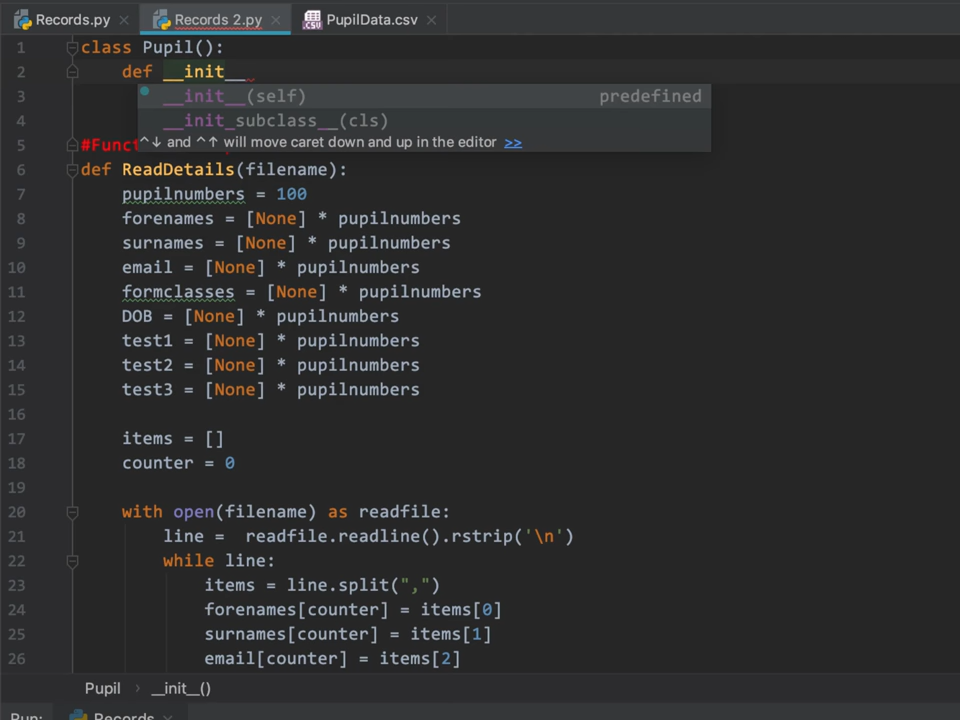 Records.py Records 2.py PupilData.csv
1 class Pupil():
2 def __init__
3 __init__(self) predefined
4 __init_subclass__(cls)
^↓ and ^↑ will move caret down and up in the editor >>
5 #Funct
6 def ReadDetails(filename):
7 pupilnumbers = 100
8 forenames = [None] * pupilnumbers
9 surnames = [None] * pupilnumbers
10 email = [None] * pupilnumbers
11 formclasses = [None] * pupilnumbers
12 DOB = [None] * pupilnumbers
13 test1 = [None] * pupilnumbers
14 test2 = [None] * pupilnumbers
15 test3 = [None] * pupilnumbers
16
17 items = []
18 counter = 0
19
20 with open(filename) as readfile:
21 line =  readfile.readline().rstrip('\n')
22 while line:
23 items = line.split(",")
24 forenames[counter] = items[0]
25 surnames[counter] = items[1]
26 email[counter] = items[2]
Pupil › __init__()
Run: Records